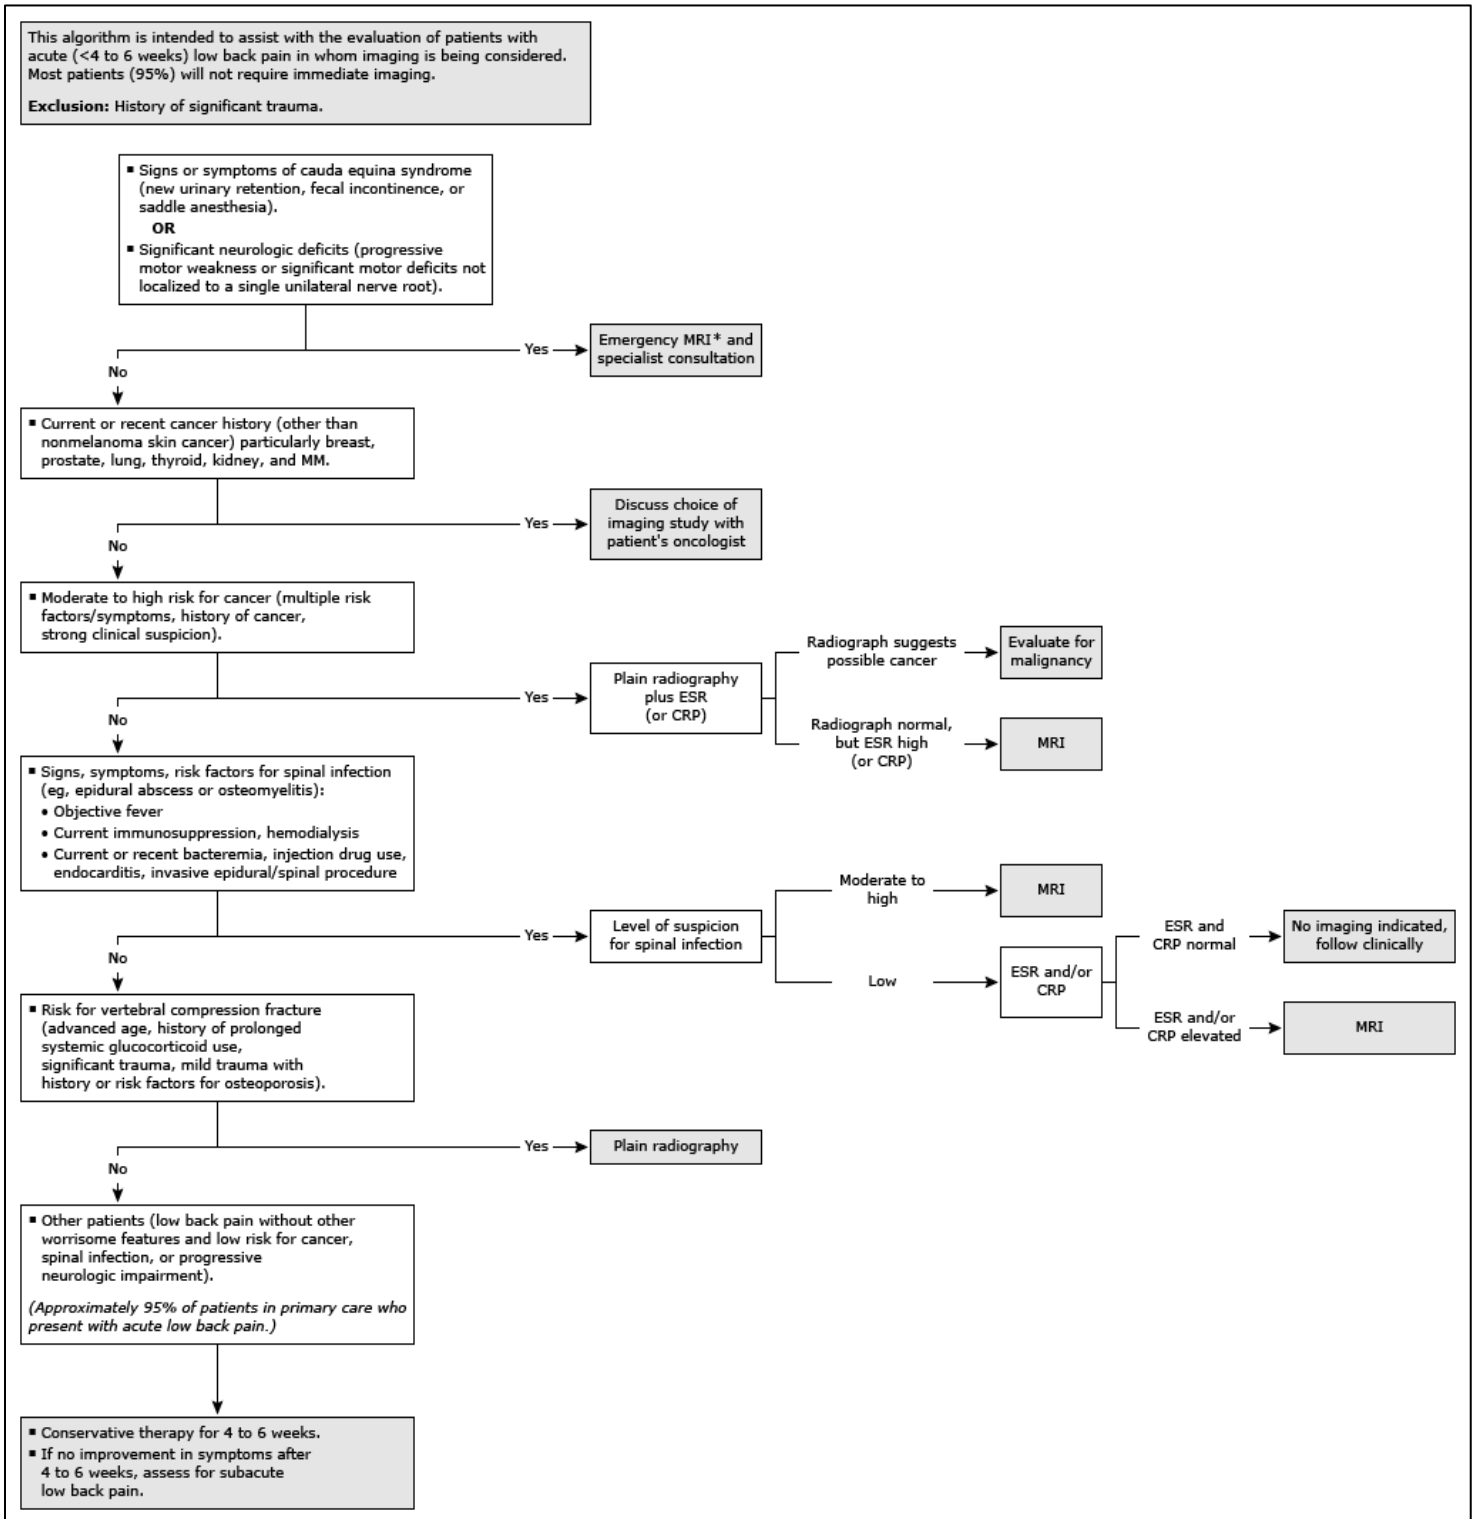 This algorithm is intended to assist with the evaluation of patients with
acute (<4 to 6 weeks) low back pain in whom imaging is being considered.
Most patients (95%) will not require immediate imaging.
Exclusion: History of significant trauma.
▪ Signs or symptoms of cauda equina syndrome
(new urinary retention, fecal incontinence, or
saddle anesthesia).
OR
▪ Significant neurologic deficits (progressive
motor weakness or significant motor deficits not
localized to a single unilateral nerve root).
Yes
Emergency MRI* and
specialist consultation
No
▪ Current or recent cancer history (other than
nonmelanoma skin cancer) particularly breast,
prostate, lung, thyroid, kidney, and MM.
Yes
Discuss choice of
imaging study with
patient's oncologist
No
▪ Moderate to high risk for cancer (multiple risk
factors/symptoms, history of cancer,
strong clinical suspicion).
Yes
Plain radiography
plus ESR
(or CRP)
Radiograph suggests
possible cancer
Evaluate for
malignancy
Radiograph normal,
but ESR high
(or CRP)
MRI
No
▪ Signs, symptoms, risk factors for spinal infection
(eg, epidural abscess or osteomyelitis):
• Objective fever
• Current immunosuppression, hemodialysis
• Current or recent bacteremia, injection drug use,
endocarditis, invasive epidural/spinal procedure
Yes
Level of suspicion
for spinal infection
Moderate to
high
MRI
Low
ESR and/or
CRP
ESR and
CRP normal
No imaging indicated,
follow clinically
ESR and/or
CRP elevated
MRI
No
▪ Risk for vertebral compression fracture
(advanced age, history of prolonged
systemic glucocorticoid use,
significant trauma, mild trauma with
history or risk factors for osteoporosis).
Yes
Plain radiography
No
▪ Other patients (low back pain without other
worrisome features and low risk for cancer,
spinal infection, or progressive
neurologic impairment).
(Approximately 95% of patients in primary care who
present with acute low back pain.)
▪ Conservative therapy for 4 to 6 weeks.
▪ If no improvement in symptoms after
4 to 6 weeks, assess for subacute
low back pain.